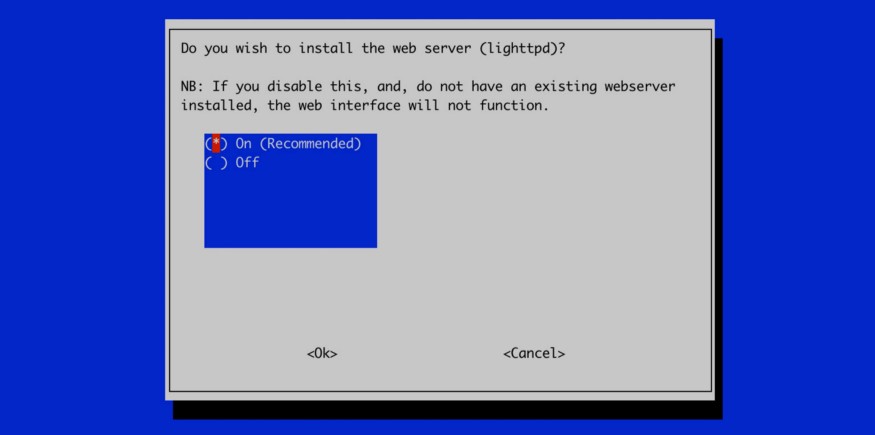 Do you wish to install the web server (lighttpd)?
NB: If you disable this, and, do not have an existing webserver
installed, the web interface will not function.
(*) On (Recommended)
( ) Off
<Ok> <Cancel>